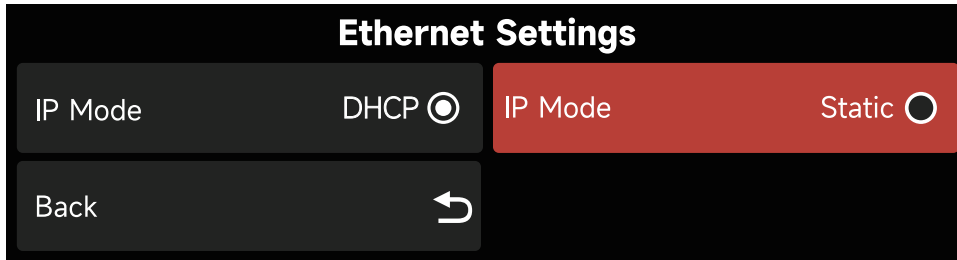 Ethernet Settings
IP Mode DHCP
IP Mode Static
Back